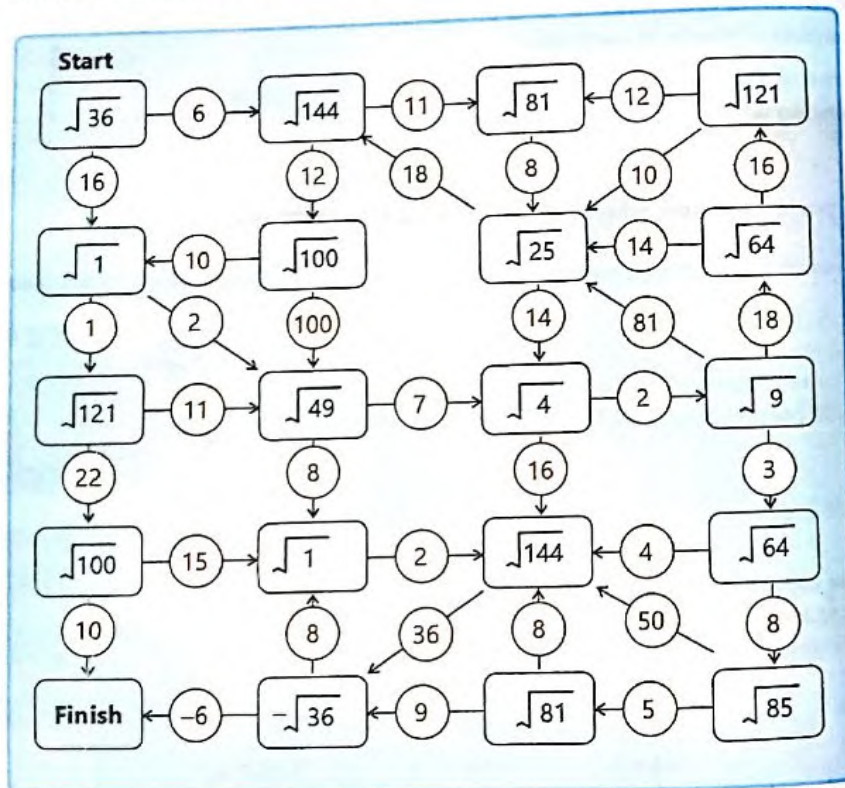 Start
√36 6 √144 11 √81 12 √121
16 12 18 8 10 16
√1 10 √100 √25 14 √64
1 2 100 14 81 18
√121 11 √49 7 √4 2 √9
22 8 16 3
√100 15 √1 2 √144 4 √64
10 8 36 8 50 8
Finish −6 −√36 9 √81 5 √85